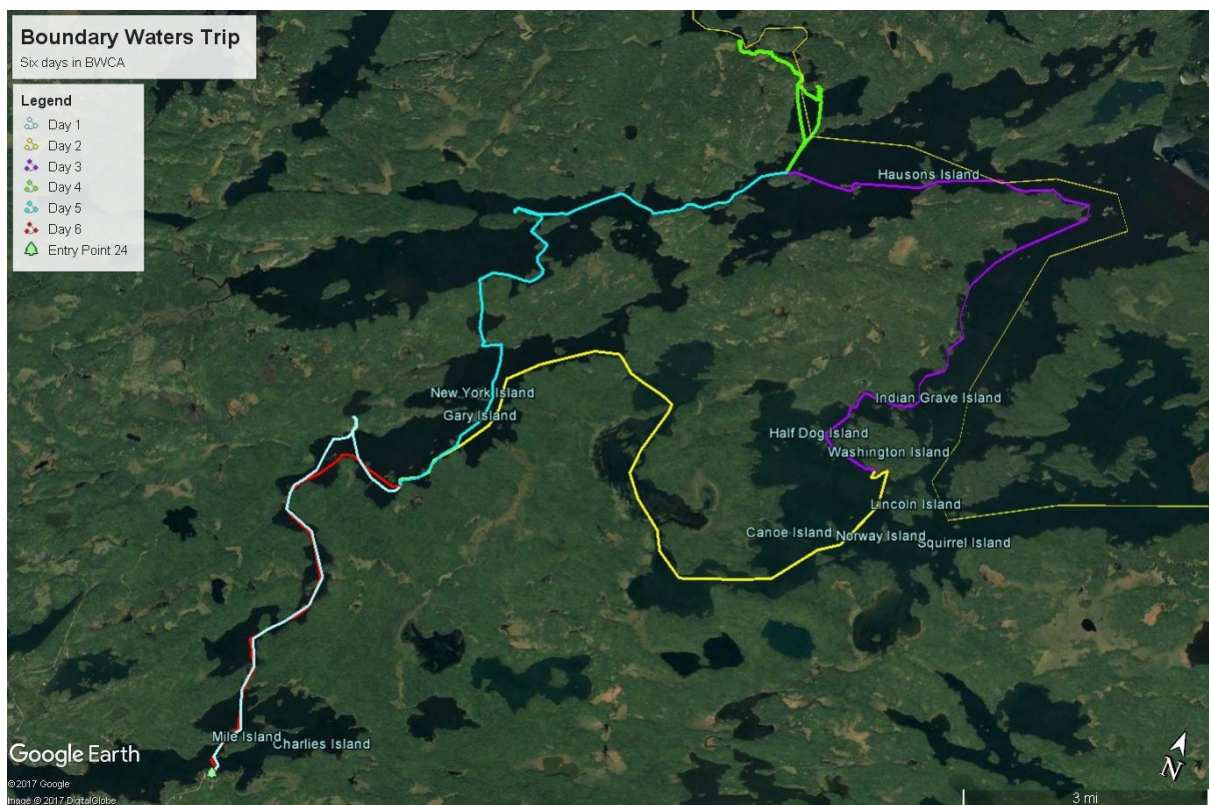 Boundary Waters Trip
Six days in BWCA
Legend
Day 1
Day 2
Day 3
Day 4
Day 5
Day 6
Entry Point 24
Hausons Island
New York Island
Gary Island
Indian Grave Island
Half Dog Island
Washington Island
Lincoln Island
Canoe Island
Norway Island
Squirrel Island
Mile Island
Charlies Island
Google Earth
© 2017 Google
Image © 2017 DigitalGlobe
N
3 mi